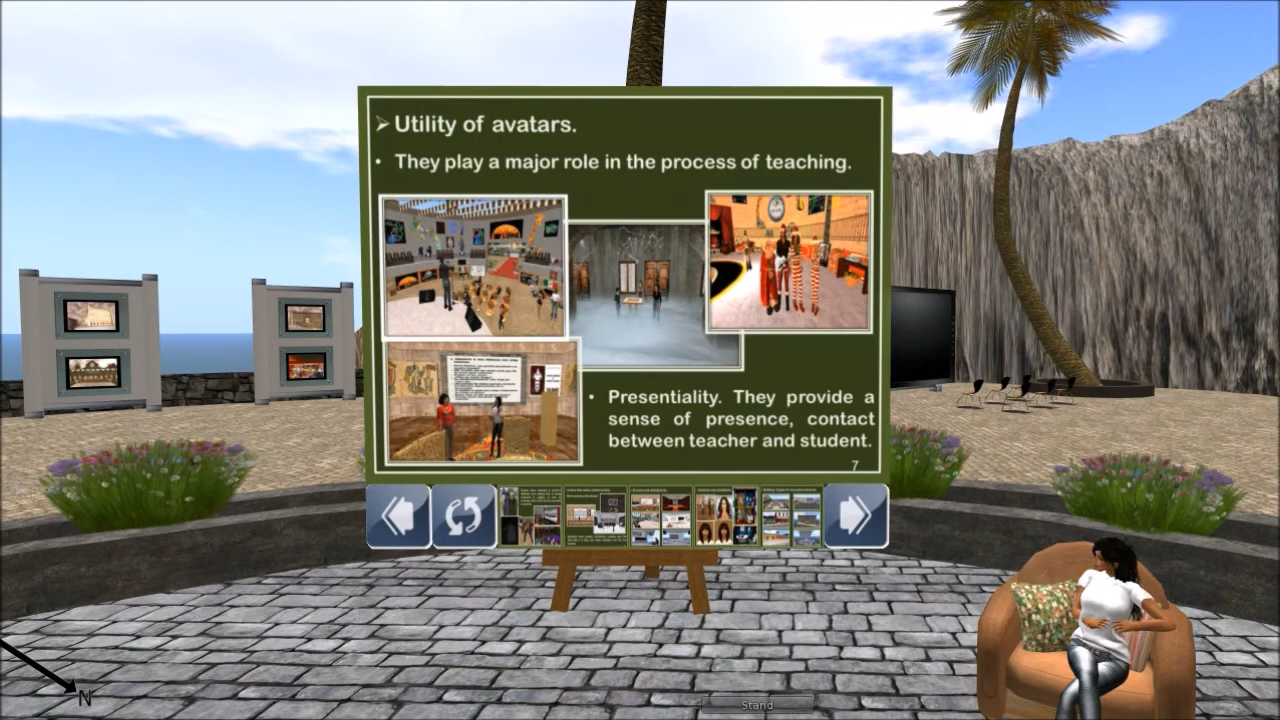 ➢ Utility of avatars.
• They play a major role in the process of teaching.
• Presentiality. They provide a
sense of presence, contact
between teacher and student.
7
N
Stand